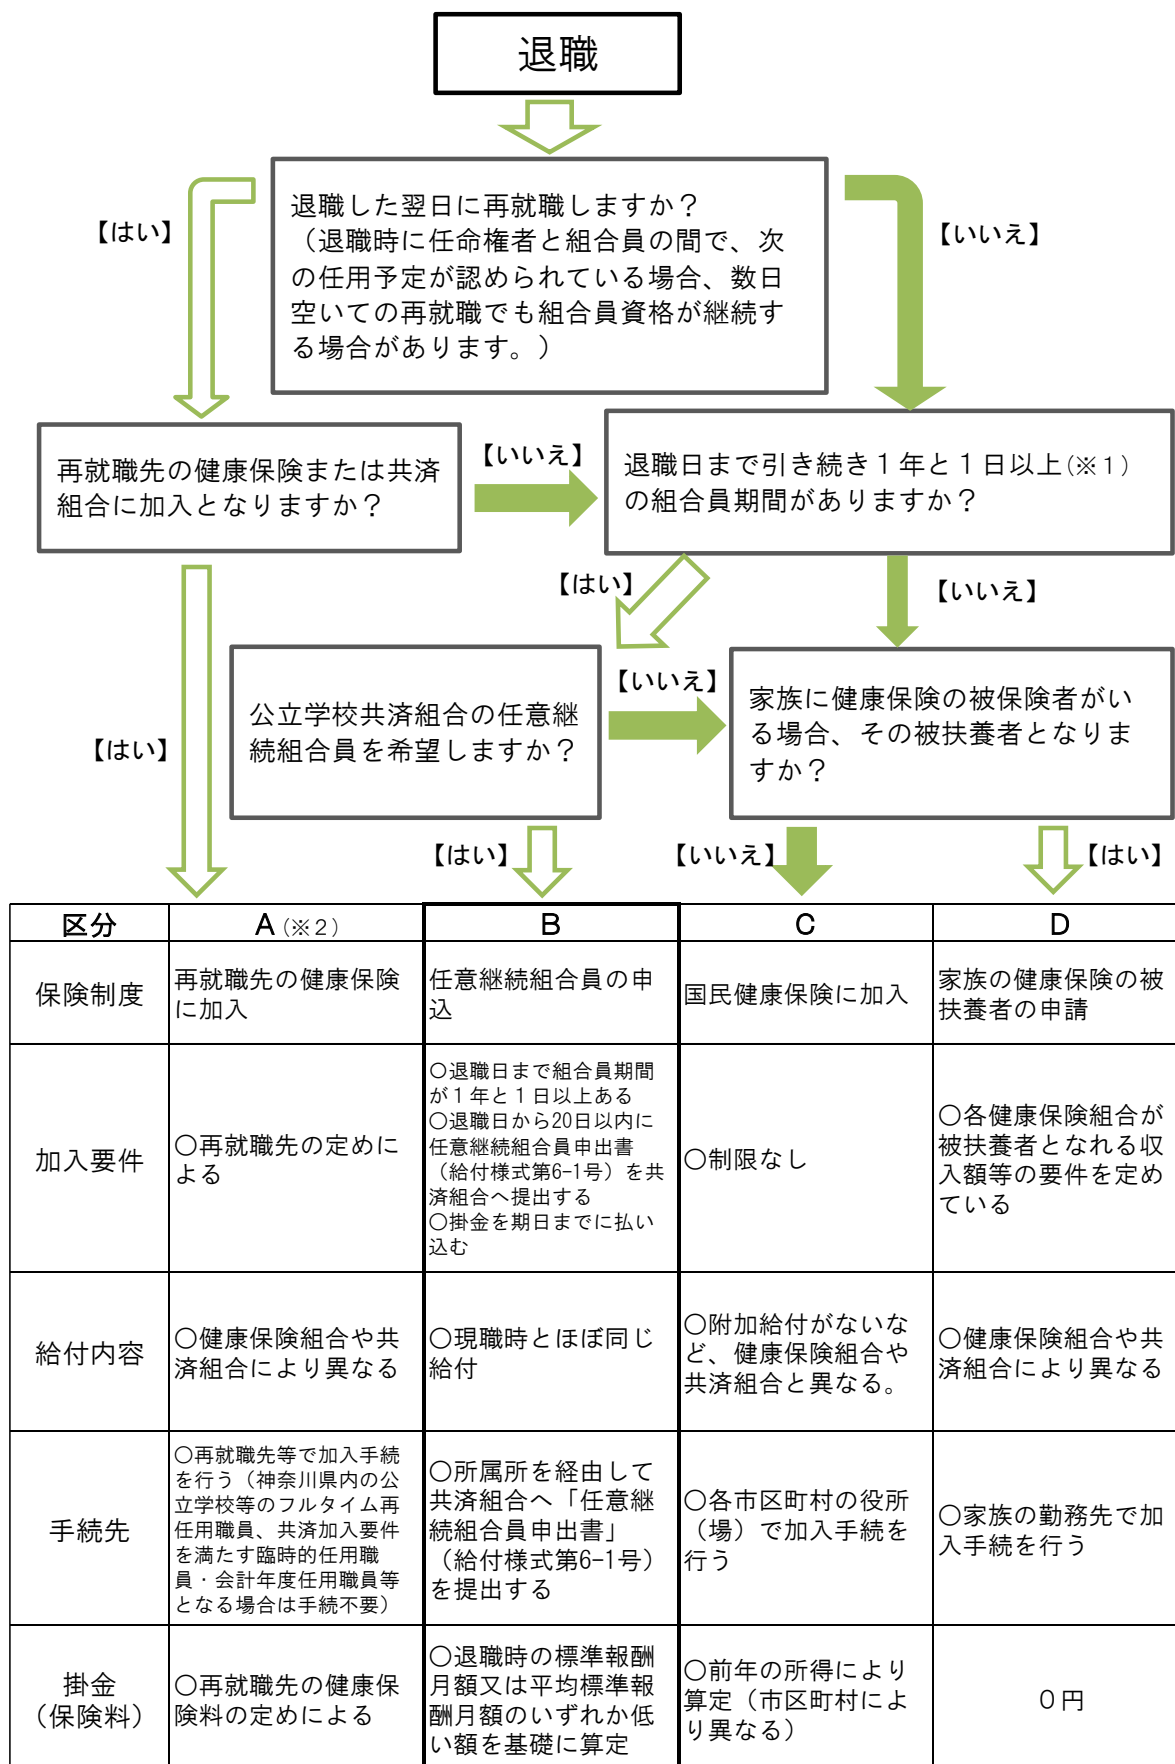 退職
退職した翌日に再就職しますか？
（退職時に任命権者と組合員の間で、次
の任用予定が認められている場合、数日
空いての再就職でも組合員資格が継続す
る場合があります。）
【はい】
【いいえ】
再就職先の健康保険または共済
組合に加入となりますか？
【いいえ】
退職日まで引き続き１年と１日以上(※１)
の組合員期間がありますか？
【はい】
【いいえ】
公立学校共済組合の任意継
続組合員を希望しますか？
【いいえ】
家族に健康保険の被保険者がい
る場合、その被扶養者となりま
すか？
【はい】
【はい】
【いいえ】
【はい】
区分
A（※２）
B
C
D
保険制度
再就職先の健康保険
に加入
任意継続組合員の申
込
国民健康保険に加入
家族の健康保険の被
扶養者の申請
加入要件
○再就職先の定めに
よる
○退職日まで組合員期間
が１年と１日以上ある
○退職日から20日以内に
任意継続組合員申出書
（給付様式第6-1号）を共
済組合へ提出する
○掛金を期日までに払い
込む
○制限なし
○各健康保険組合が
被扶養者となれる収
入額等の要件を定め
ている
給付内容
○健康保険組合や共
済組合により異なる
○現職時とほぼ同じ
給付
○附加給付がないな
ど、健康保険組合や
共済組合と異なる。
○健康保険組合や共
済組合により異なる
手続先
○再就職先等で加入手続
を行う（神奈川県内の公
立学校等のフルタイム再
任用職員、共済加入要件
を満たす臨時的任用職
員・会計年度任用職員等
となる場合は手続不要）
○所属所を経由して
共済組合へ「任意継
続組合員申出書」
（給付様式第6-1号）
を提出する
○各市区町村の役所
（場）で加入手続を
行う
○家族の勤務先で加
入手続を行う
掛金
（保険料）
○再就職先の健康保
険料の定めによる
○退職時の標準報酬
月額又は平均標準報
酬月額のいずれか低
い額を基礎に算定
○前年の所得により
算定（市区町村によ
り異なる）
０円